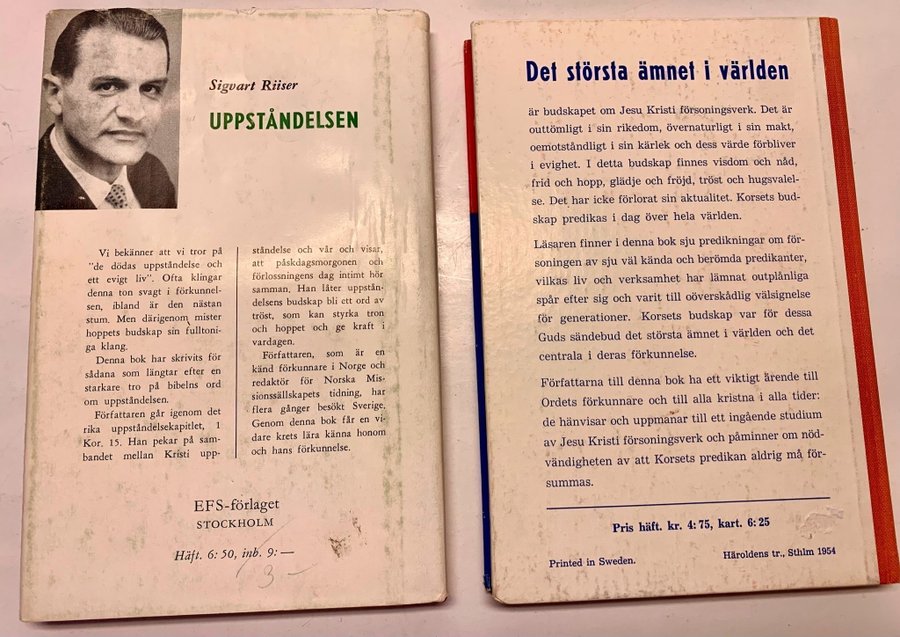 Sigvart Riiser
UPPSTÅNDELSEN
Vi bekänner att vi tror på
"de dödas uppståndelse och
ett evigt liv". Ofta klingar
denna ton svagt i förkunnel-
sen, ibland är den nästan
stum. Men därigenom mister
hoppets budskap sin fulltoni-
ga klang.
Denna bok har skrivits för
sådana som längtar efter en
starkare tro på bibelns ord
om uppståndelsen.
Författaren går igenom det
rika uppståndelsekapitlet, 1
Kor. 15. Han pekar på sam-
bandet mellan Kristi upp-
ståndelse och vår och visar,
att påskdagsmorgonen och
förlossningens dag intimt hör
samman. Han låter uppstån-
delsens budskap bli ett ord av
tröst, som kan styrka tron
och hoppet och ge kraft i
vardagen.
Författaren, som är en
känd förkunnare i Norge och
redaktör för Norska Mis-
sionssällskapets tidning, har
flera gånger besökt Sverige.
Genom denna bok får en vi-
dare krets lära känna honom
och hans förkunnelse.
EFS-förlaget
STOCKHOLM
Häft. 6: 50, inb. 9: —
3 –
Det största ämnet i världen
är budskapet om Jesu Kristi försoningsverk. Det är
outtömligt i sin rikedom, övernaturligt i sin makt,
oemotståndligt i sin kärlek och dess värde förbliver
i evighet. I detta budskap finnes visdom och nåd,
frid och hopp, glädje och fröjd, tröst och hugsvalel-
se. Det har icke förlorat sin aktualitet. Korsets bud-
skap predikas i dag över hela världen.
Läsaren finner i denna bok sju predikningar om för-
soningen av sju väl kända och berömda predikanter,
vilkas liv och verksamhet har lämnat outplånliga
spår efter sig och varit till oöverskådlig välsignelse
för generationer. Korsets budskap var för dessa
Guds sändebud det största ämnet i världen och det
centrala i deras förkunnelse.
Författarna till denna bok ha ett viktigt ärende till
Ordets förkunnare och till alla kristna i alla tider:
de hänvisar och uppmanar till ett ingående studium
av Jesu Kristi försoningsverk och påminner om nöd-
vändigheten av att Korsets predikan aldrig må för-
summas.
Pris häft. kr. 4: 75, kart. 6: 25
Printed in Sweden.
Häroldens tr., Sthlm 1954